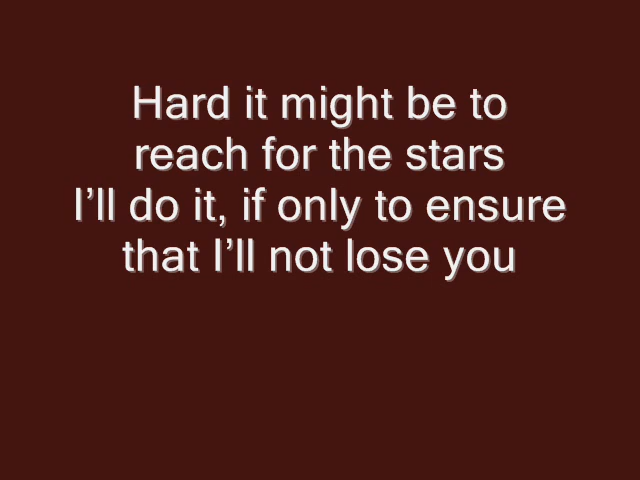 Hard it might be to
reach for the stars
I’ll do it, if only to ensure
that I’ll not lose you